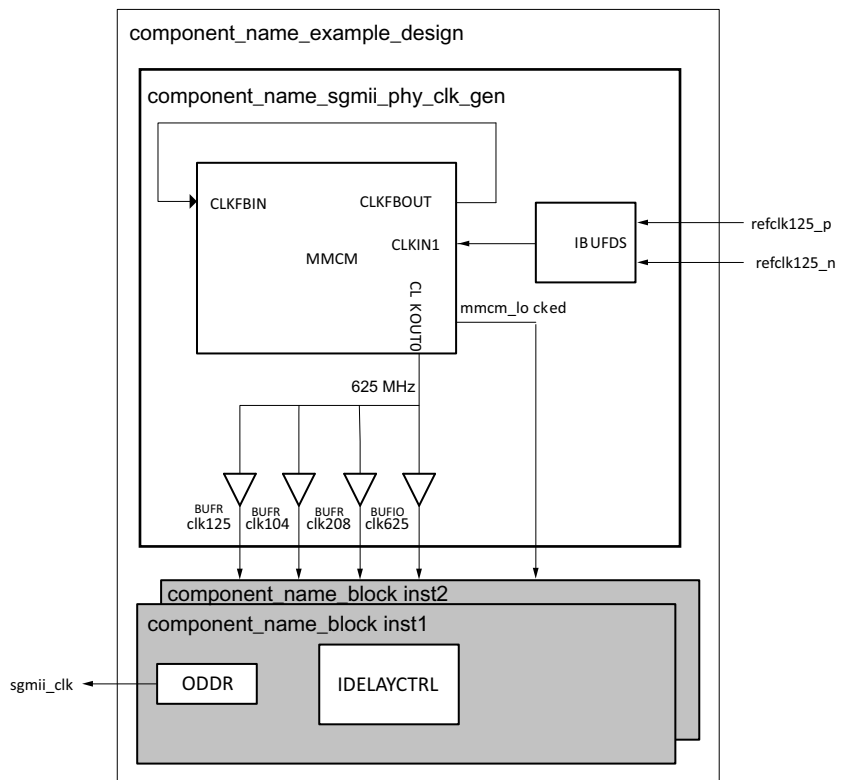 component_name_example_design
component_name_sgmii_phy_clk_gen
CLKFBIN
CLKFBOUT
refclk125_p
IBUFDS
CLKIN1
MMCM
refclk125_n
CL KOUT0
mmcm_lo cked
625 MHz
BUFR
clk125
BUFR
clk104
BUFR
clk208
BUFIO
clk625
component_name_block inst2
component_name_block inst1
sgmii_clk
ODDR
IDELAYCTRL